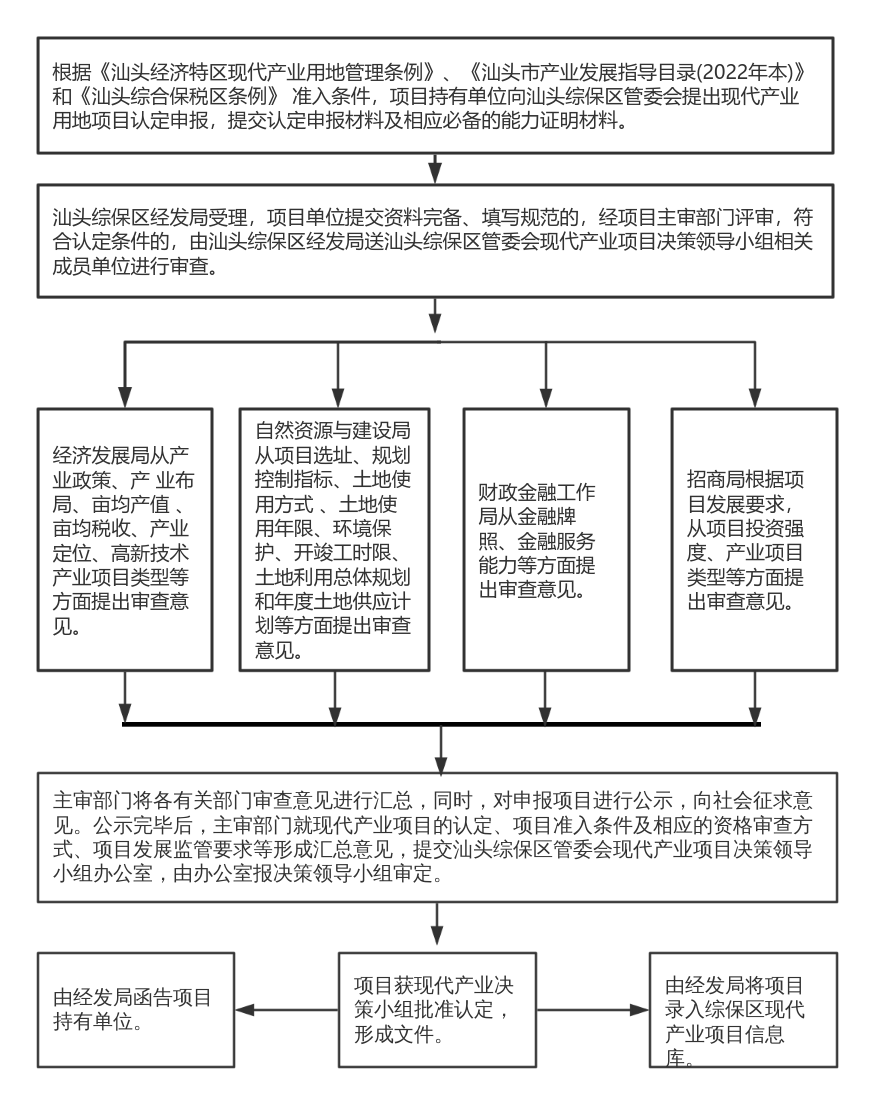 根据《汕头经济特区现代产业用地管理条例》、《汕头市产业发展指导目录(2022年本)》
和《汕头综合保税区条例》 准入条件，项目持有单位向汕头综保区管委会提出现代产业
用地项目认定申报，提交认定申报材料及相应必备的能力证明材料。
汕头综保区经发局受理，项目单位提交资料完备、填写规范的，经项目主审部门评审，符
合认定条件的，由汕头综保区经发局送汕头综保区管委会现代产业项目决策领导小组相关
成员单位进行审查。
经济发展局从产
业政策、产 业布
局、亩均产值 、
亩均税收、产业
定位、高新技术
产业项目类型等
方面提出审查意
见。
自然资源与建设局
从项目选址、规划
控制指标、土地使
用方式 、土地使
用年限、环境保
护、开竣工时限、
土地利用总体规划
和年度土地供应计
划等方面提出审查
意见。
财政金融工作
局从金融牌
照、金融服务
能力等方面提
出审查意见。
招商局根据项
目发展要求，
从项目投资强
度、产业项目
类型等方面提
出审查意见。
主审部门将各有关部门审查意见进行汇总，同时，对申报项目进行公示，向社会征求意
见。公示完毕后，主审部门就现代产业项目的认定、项目准入条件及相应的资格审查方
式、项目发展监管要求等形成汇总意见，提交汕头综保区管委会现代产业项目决策领导
小组办公室，由办公室报决策领导小组审定。
由经发局函告项目
持有单位。
项目获现代产业决
策小组批准认定，
形成文件。
由经发局将项目
录入综保区现代
产业项目信息
库。